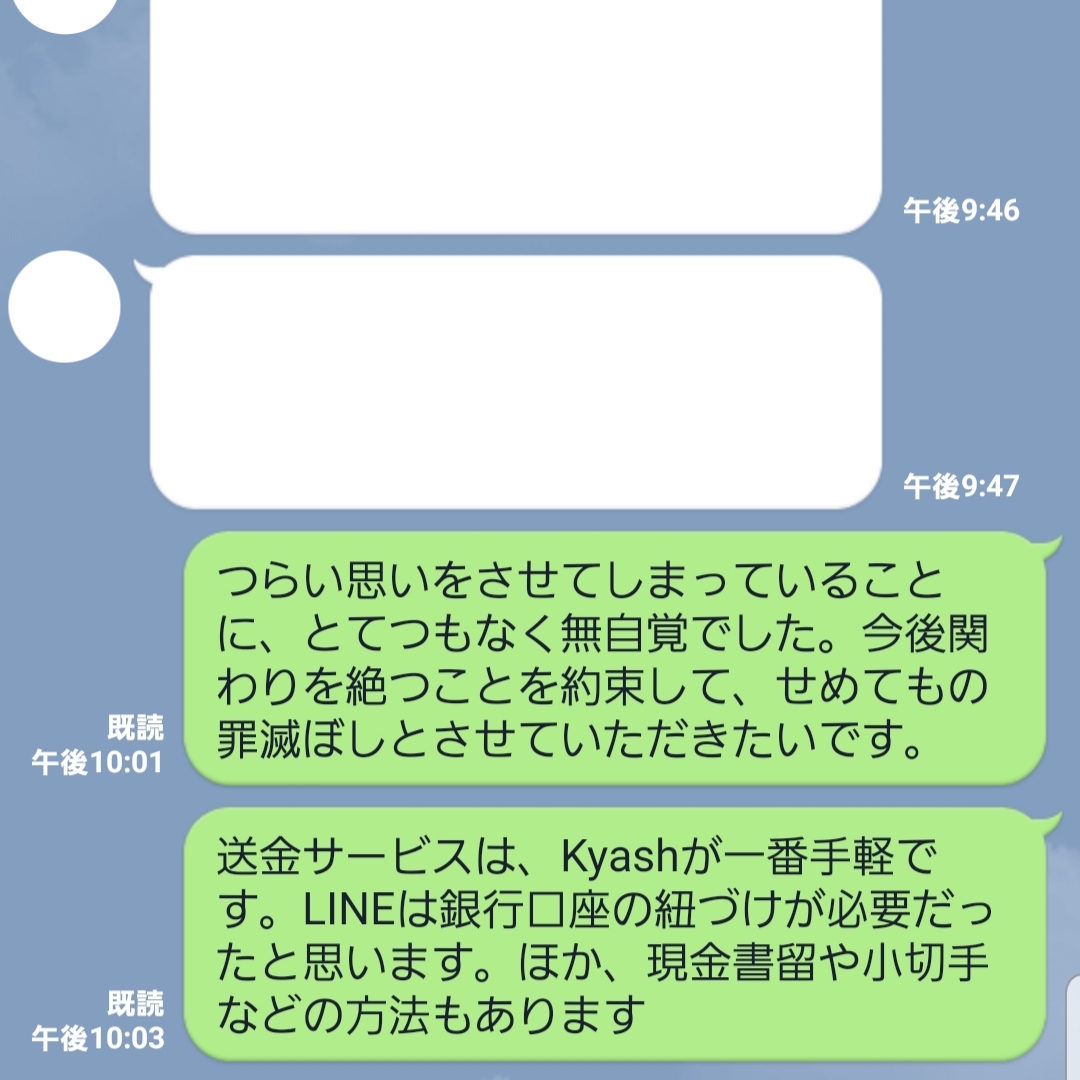 午後9:46
午後9:47
つらい思いをさせてしまっていること
に、とてつもなく無自覚でした。今後関
わりを絶つことを約束して、せめてもの
罪滅ぼしとさせていただきたいです。
既読
午後10:01
送金サービスは、Kyashが一番手軽で
す。LINEは銀行口座の紐づけが必要だっ
たと思います。ほか、現金書留や小切手
などの方法もあります
既読
午後10:03